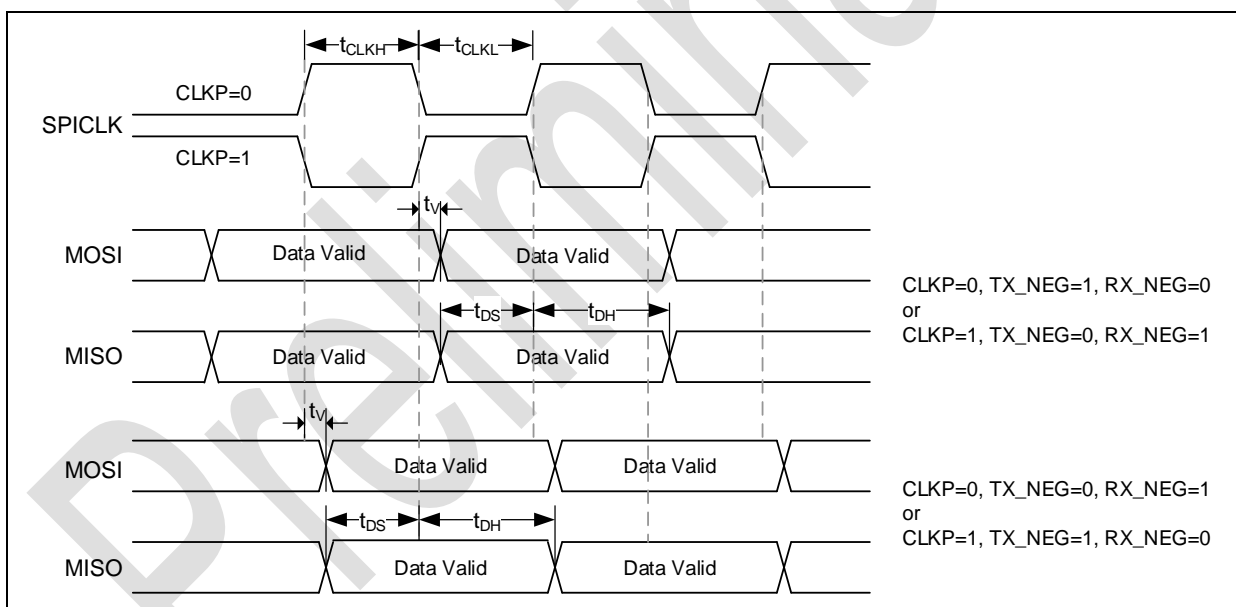 tCLKH tCLKL
CLKP=0
SPICLK
CLKP=1
tV
MOSI Data Valid Data Valid
CLKP=0, TX_NEG=1, RX_NEG=0
or
CLKP=1, TX_NEG=0, RX_NEG=1
tDS tDH
MISO Data Valid Data Valid
tV
MOSI Data Valid Data Valid
CLKP=0, TX_NEG=0, RX_NEG=1
or
CLKP=1, TX_NEG=1, RX_NEG=0
tDS tDH
MISO Data Valid Data Valid